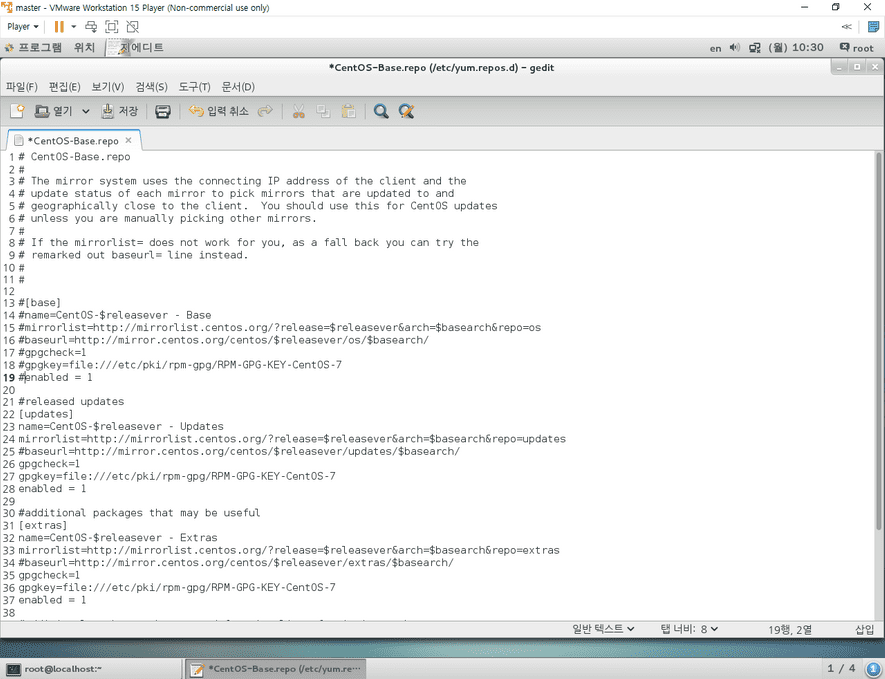 master - VMware Workstation 15 Player (Non-commercial use only)
Player
프로그램 위치 지에디트 en (월) 10:30 root
*CentOS-Base.repo (/etc/yum.repos.d) - gedit
파일(F) 편집(E) 보기(V) 검색(S) 도구(T) 문서(D)
열기 저장 입력 취소
*CentOS-Base.repo ×
1 # CentOS-Base.repo
2 #
3 # The mirror system uses the connecting IP address of the client and the
4 # update status of each mirror to pick mirrors that are updated to and
5 # geographically close to the client.  You should use this for CentOS updates
6 # unless you are manually picking other mirrors.
7 #
8 # If the mirrorlist= does not work for you, as a fall back you can try the
9 # remarked out baseurl= line instead.
10 #
11 #
12
13 #[base]
14 #name=CentOS-$releasever - Base
15 #mirrorlist=http://mirrorlist.centos.org/?release=$releasever&arch=$basearch&repo=os
16 #baseurl=http://mirror.centos.org/centos/$releasever/os/$basearch/
17 #gpgcheck=1
18 #gpgkey=file:///etc/pki/rpm-gpg/RPM-GPG-KEY-CentOS-7
19 #enabled = 1
20
21 #released updates
22 [updates]
23 name=CentOS-$releasever - Updates
24 mirrorlist=http://mirrorlist.centos.org/?release=$releasever&arch=$basearch&repo=updates
25 #baseurl=http://mirror.centos.org/centos/$releasever/updates/$basearch/
26 gpgcheck=1
27 gpgkey=file:///etc/pki/rpm-gpg/RPM-GPG-KEY-CentOS-7
28 enabled = 1
29
30 #additional packages that may be useful
31 [extras]
32 name=CentOS-$releasever - Extras
33 mirrorlist=http://mirrorlist.centos.org/?release=$releasever&arch=$basearch&repo=extras
34 #baseurl=http://mirror.centos.org/centos/$releasever/extras/$basearch/
35 gpgcheck=1
36 gpgkey=file:///etc/pki/rpm-gpg/RPM-GPG-KEY-CentOS-7
37 enabled = 1
38
일반 텍스트 탭 너비: 8 19행, 2열 삽입
root@localhost:~ *CentOS-Base.repo (/etc/yum.re⋯ 1 / 4 1